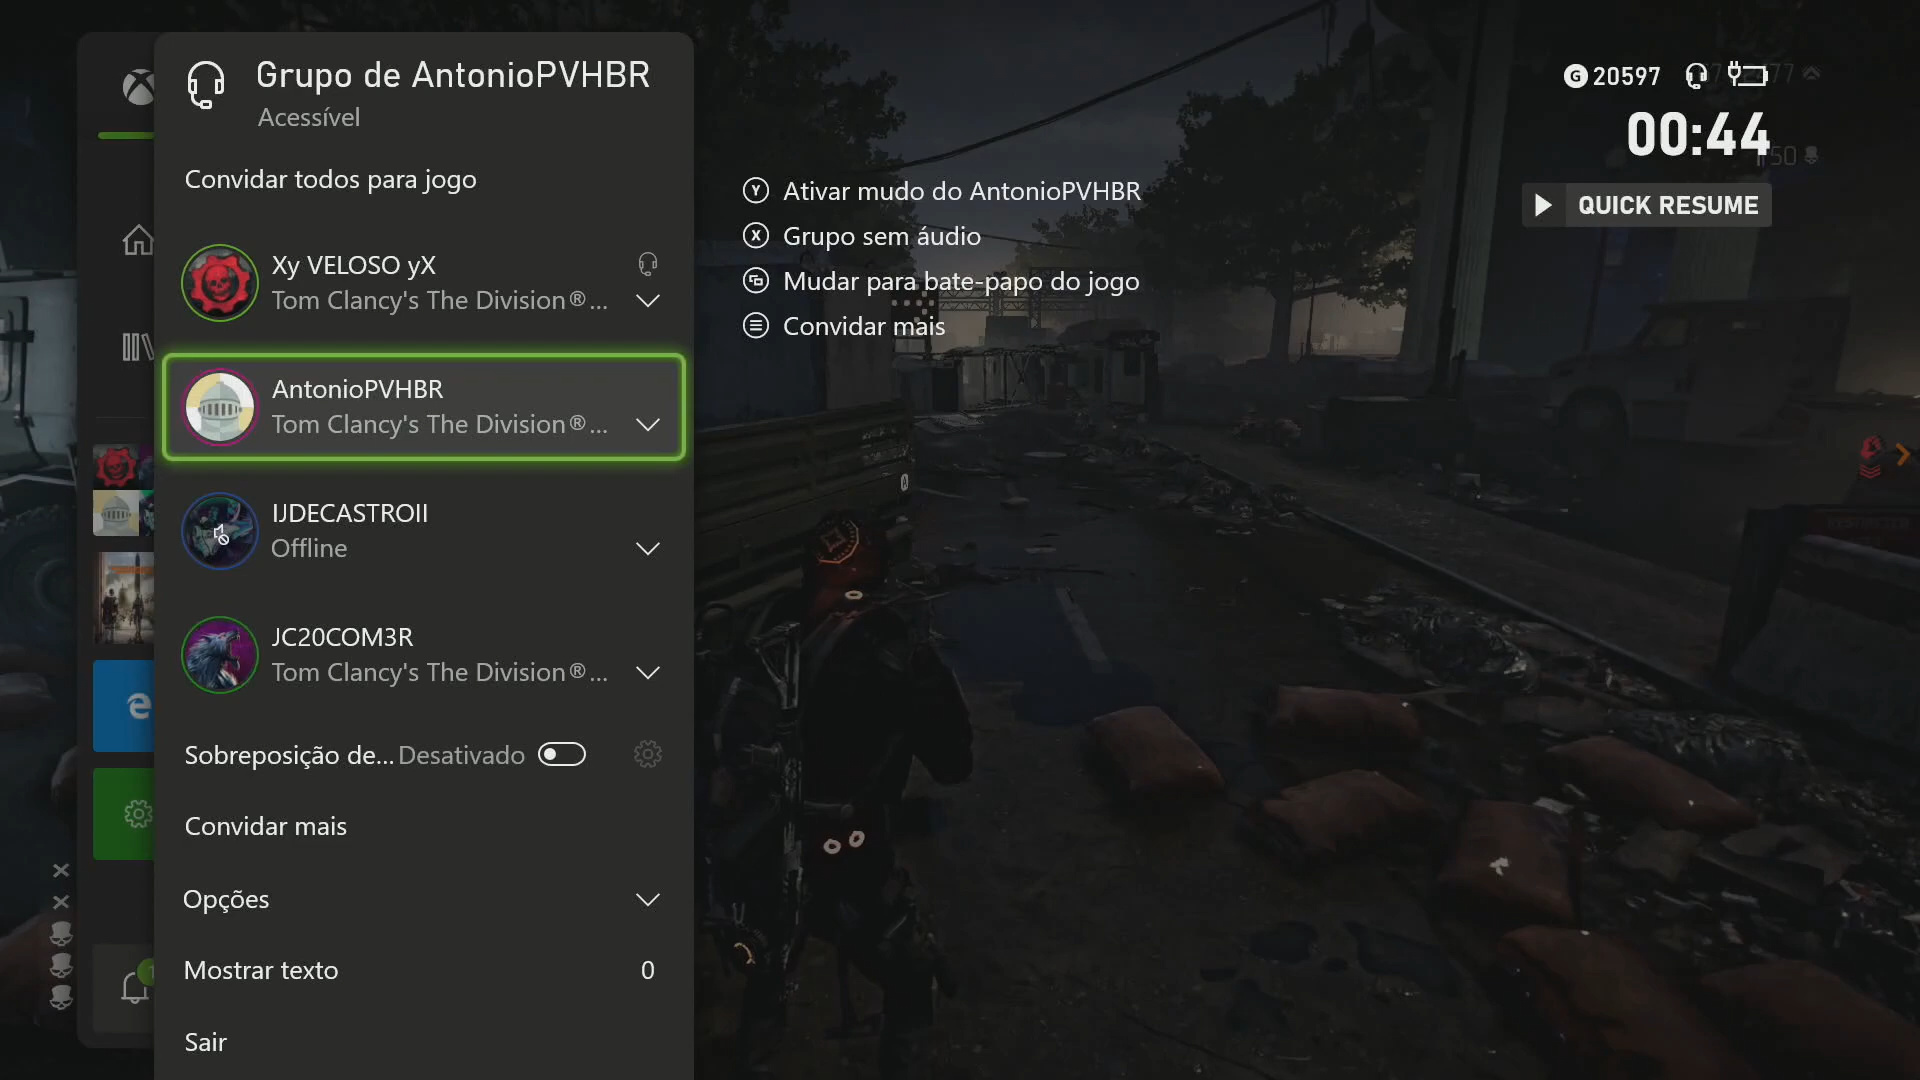 Grupo de AntonioPVHBR
Acessível
Convidar todos para jogo
Xy VELOSO yX
Tom Clancy's The Division®...
AntonioPVHBR
Tom Clancy's The Division®...
IJDECASTROII
Offline
JC20COM3R
Tom Clancy's The Division®...
Sobreposição de... Desativado
Convidar mais
Opções
Mostrar texto 0
Sair
Y Ativar mudo do AntonioPVHBR
X Grupo sem áudio
Mudar para bate-papo do jogo
Convidar mais
G 20597
00:44
50
QUICK RESUME